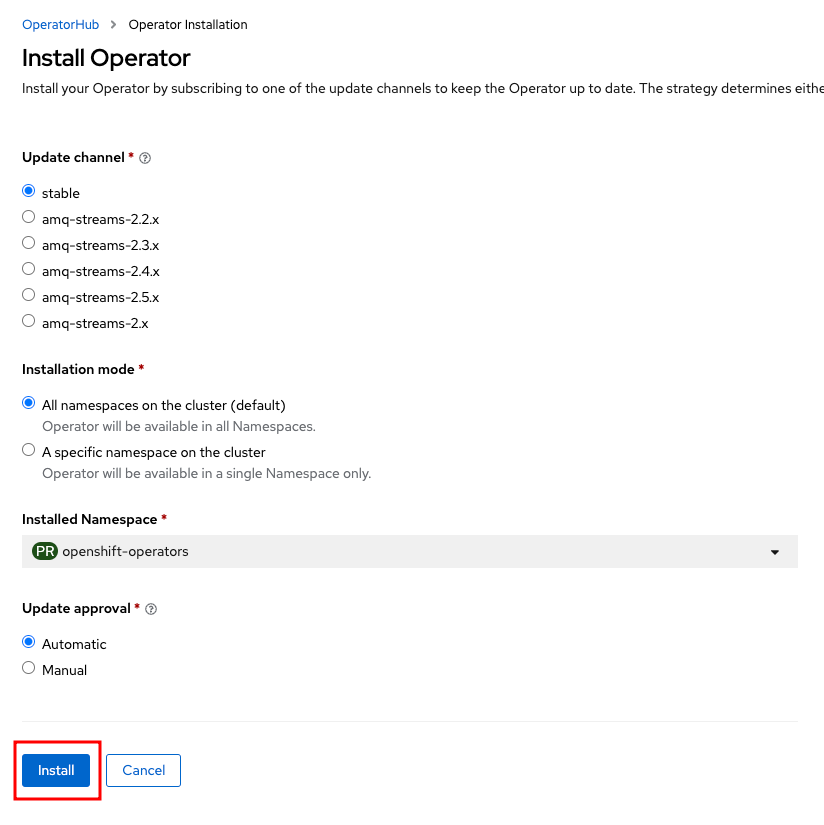 OperatorHub > Operator Installation
Install Operator
Install your Operator by subscribing to one of the update channels to keep the Operator up to date. The strategy determines eithe
Update channel *
stable
amq-streams-2.2.x
amq-streams-2.3.x
amq-streams-2.4.x
amq-streams-2.5.x
amq-streams-2.x
Installation mode *
All namespaces on the cluster (default)
Operator will be available in all Namespaces.
A specific namespace on the cluster
Operator will be available in a single Namespace only.
Installed Namespace *
PR openshift-operators
Update approval *
Automatic
Manual
Install Cancel